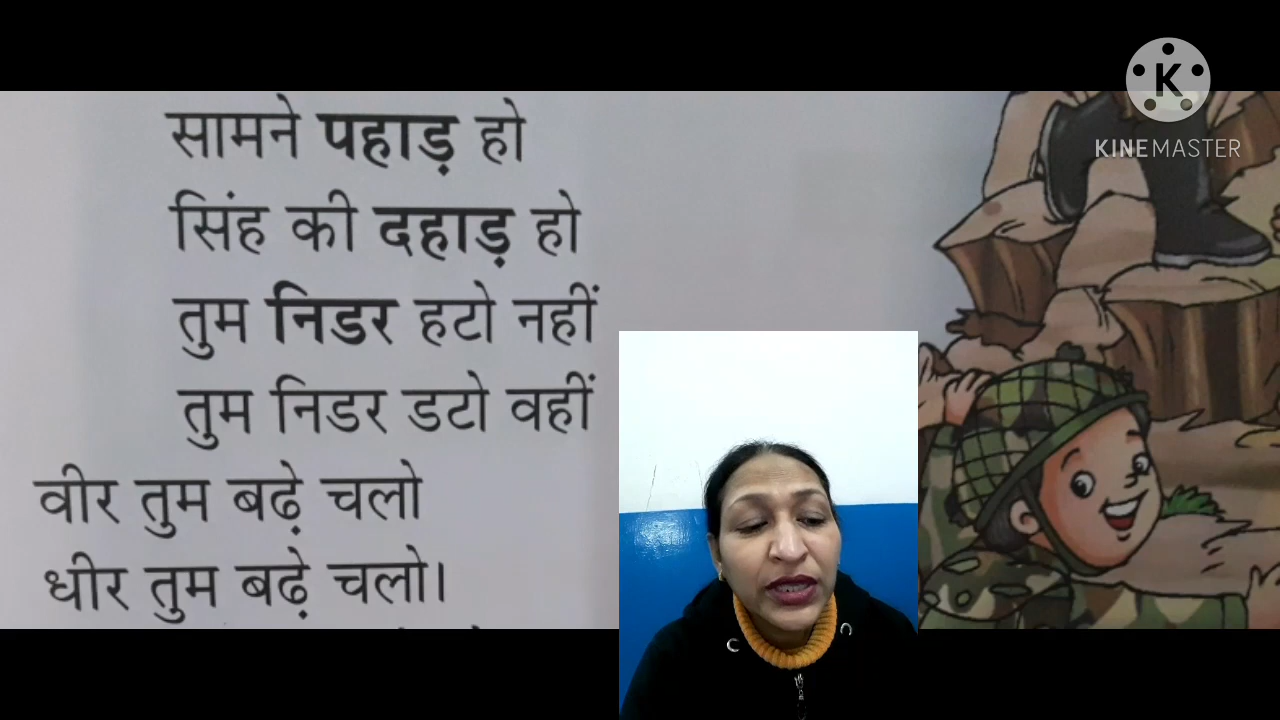 सामने पहाड़ हो
सिंह की दहाड़ हो
तुम निडर हटो नहीं
तुम निडर डटो वहीं
वीर तुम बढ़े चलो
धीर तुम बढ़े चलो।
K
KINEMASTER